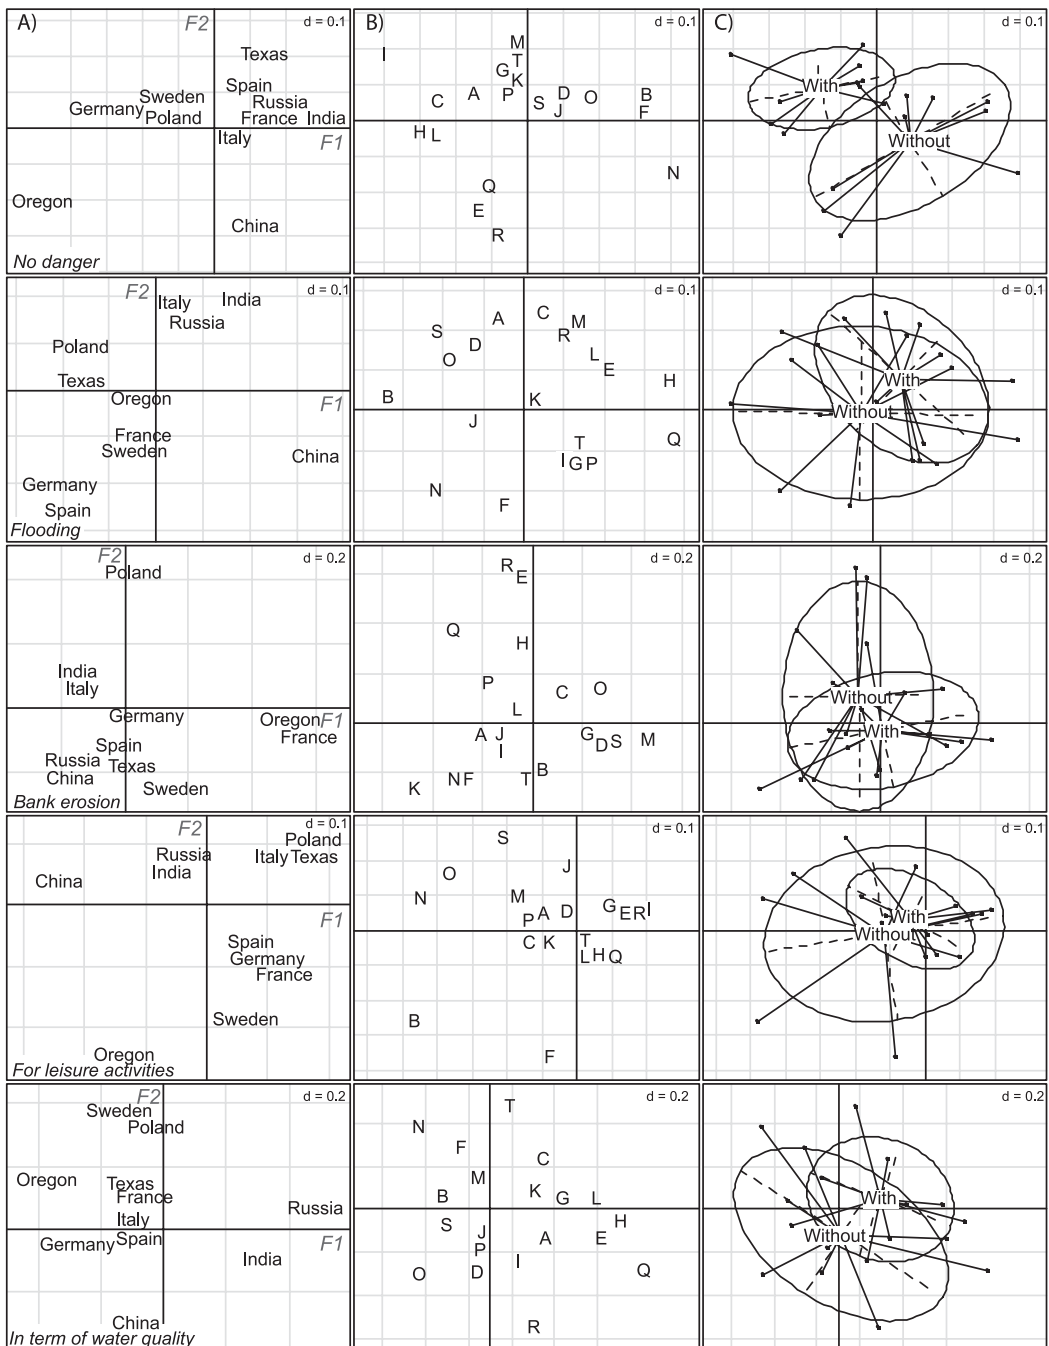 A)
F2
d = 0.1
Texas
Spain
Sweden
Russia
Germany
Poland
France
India
Italy
F1
Oregon
China
No danger
B)
d = 0.1
M
I
T
G
K
A
P
D
O
B
C
S
J
F
H
L
N
Q
E
R
C)
d = 0.1
With
Without
F2
d = 0.1
Italy
India
Russia
Poland
Texas
Oregon
F1
France
Sweden
China
Germany
Spain
Flooding
d = 0.1
C
A
M
S
R
D
L
O
E
H
B
K
J
T
Q
I
G
P
N
F
d = 0.1
With
Without
F2
d = 0.2
Poland
India
Italy
Germany
Oregon
F1
France
Spain
Russia
Texas
China
Sweden
Bank erosion
d = 0.2
R
E
Q
H
P
C
O
L
A
J
G
D
S
M
I
B
N
F
T
K
d = 0.2
Without
With
F2
d = 0.1
Poland
Russia
Italy
Texas
India
China
F1
Spain
Germany
France
Sweden
Oregon
For leisure activities
d = 0.1
S
J
O
N
M
P
A
D
G
E
R
I
C
K
T
L
H
Q
B
F
d = 0.1
With
Without
F2
d = 0.2
Sweden
Poland
Oregon
Texas
France
Russia
Italy
Germany
Spain
F1
India
China
In term of water quality
d = 0.2
T
N
F
C
M
K
B
G
L
S
H
J
A
E
P
I
O
D
Q
R
d = 0.2
With
Without